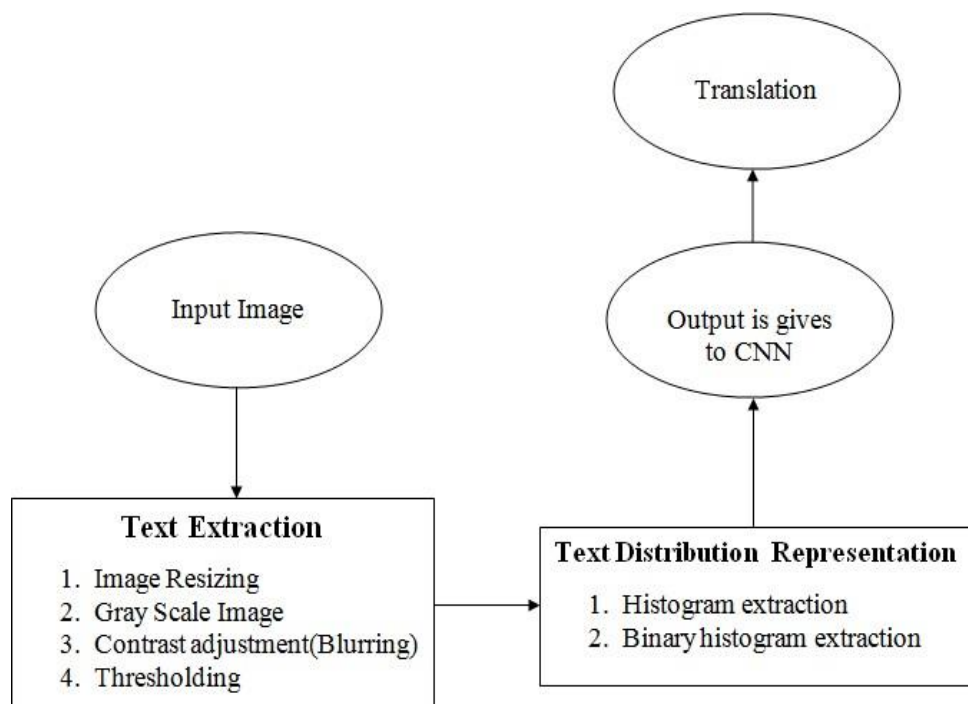 Translation
Input Image
Output is gives
to CNN
Text Extraction
1. Image Resizing
2. Gray Scale Image
3. Contrast adjustment(Blurring)
4. Thresholding
Text Distribution Representation
1. Histogram extraction
2. Binary histogram extraction